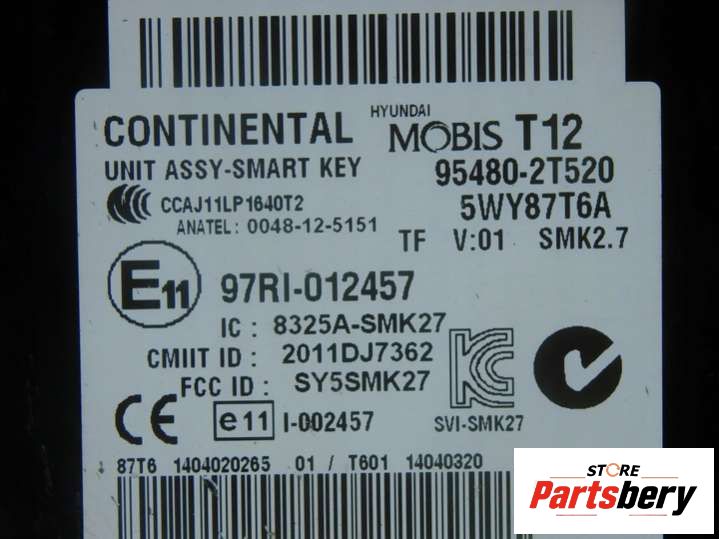 CONTINENTAL HYUNDAI MOBIS T12
UNIT ASSY-SMART KEY 95480-2T520
CCAJ11LP1640T2 5WY87T6A
ANATEL : 0048-12-5151
TF V:01 SMK2.7
E11 97RI-012457
IC : 8325A-SMK27
CMIIT ID : 2011DJ7362
FCC ID : SY5SMK27
CE e11 I-002457 SVI-SMK27
87T6 1404020265 01 / T601 14040320
STORE
Partsbery